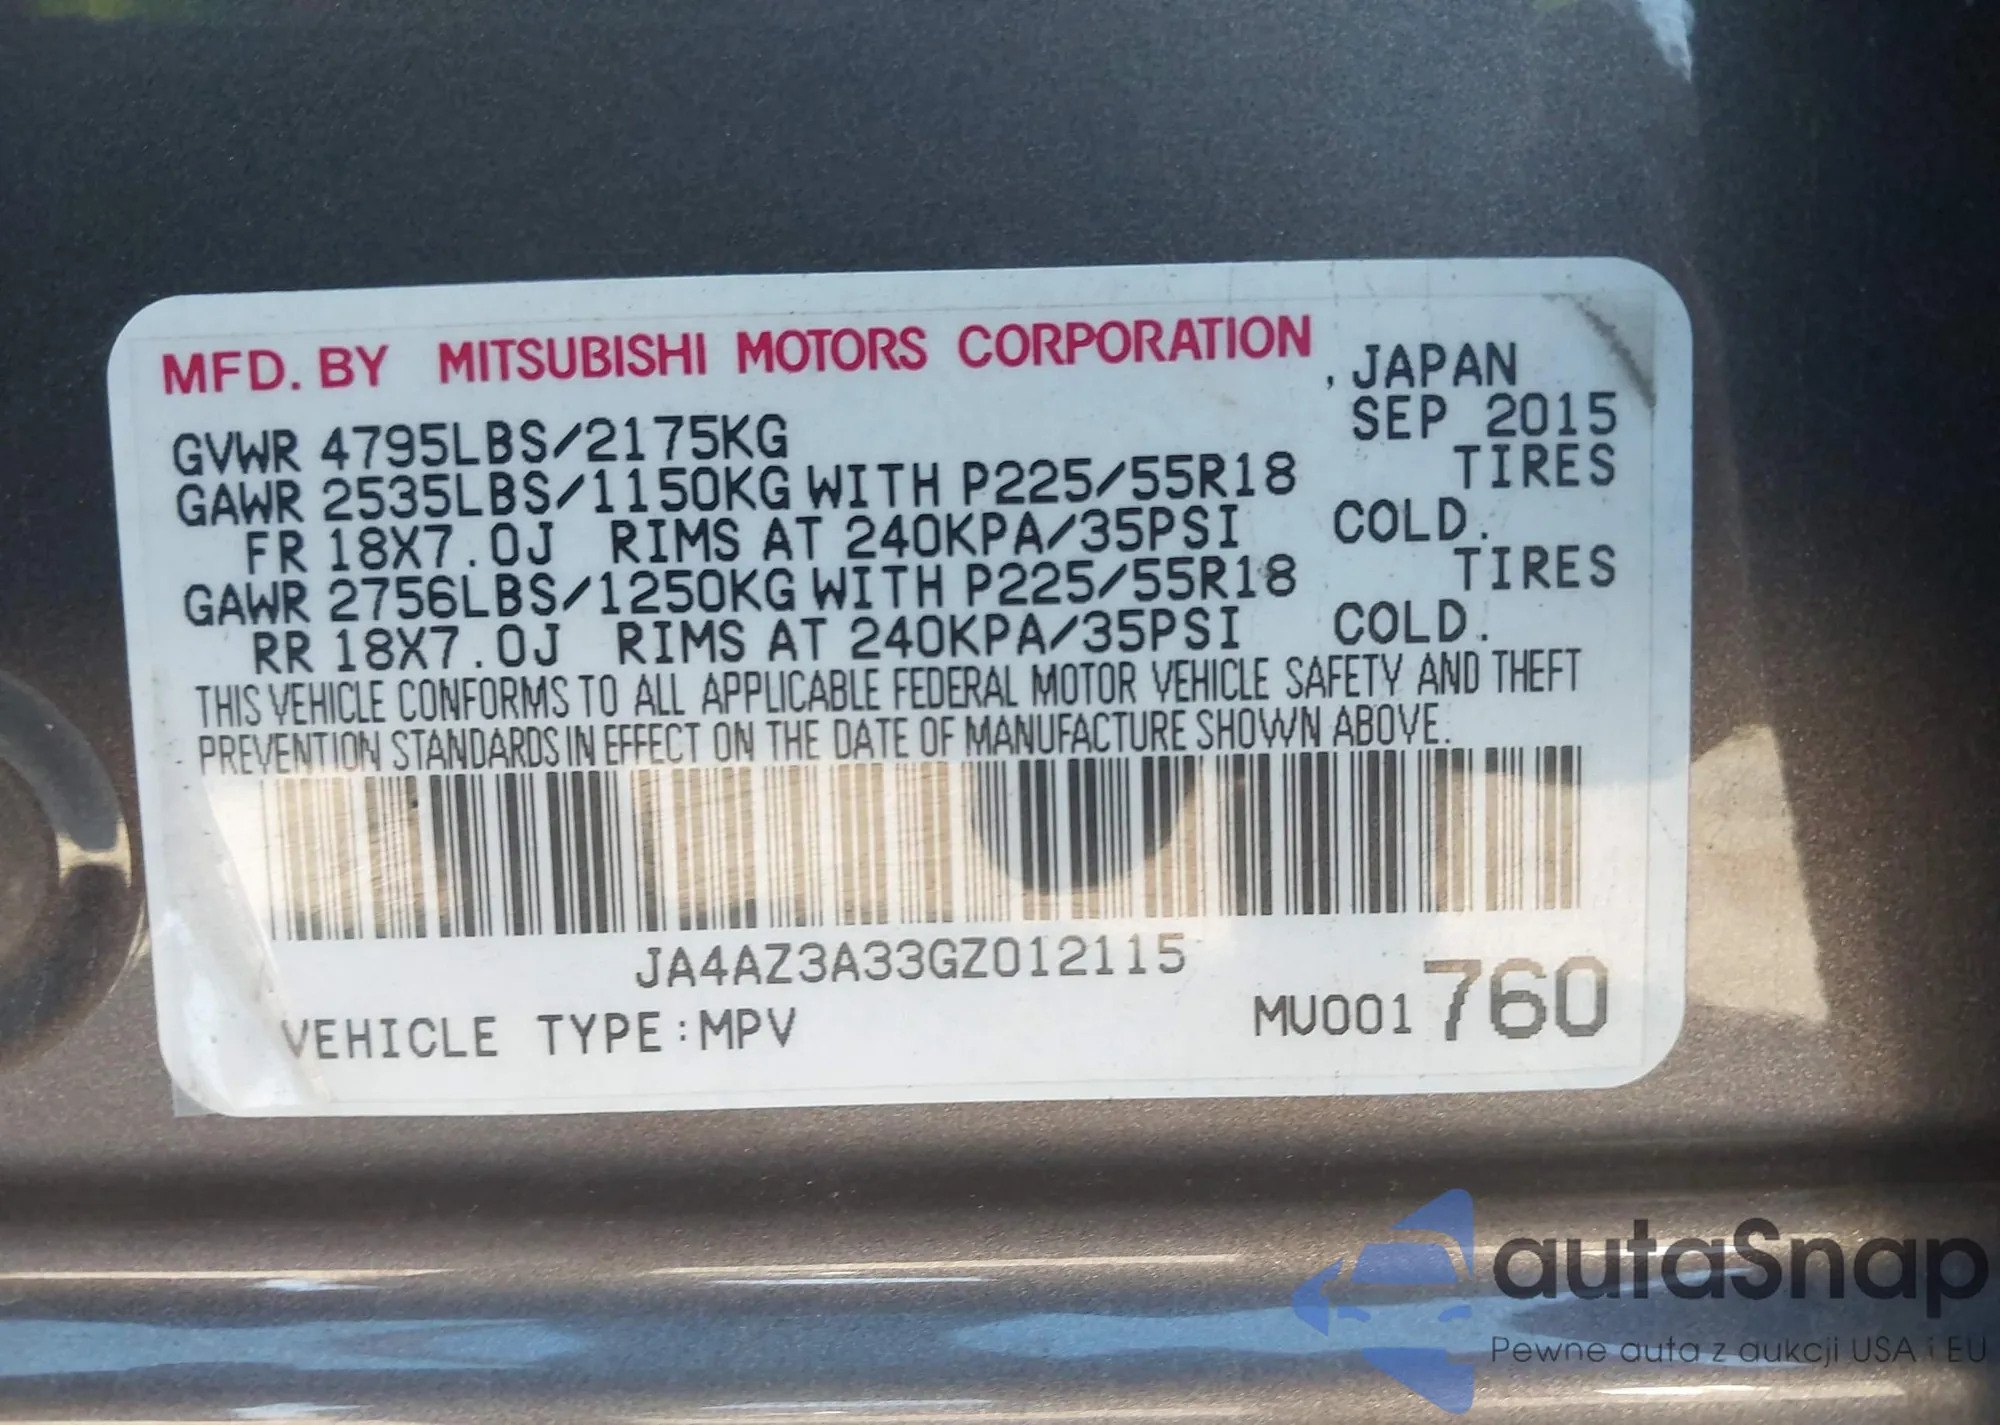 MFD. BY MITSUBISHI MOTORS CORPORATION , JAPAN
GVWR 4795LBS/2175KG SEP 2015
GAWR 2535LBS/1150KG WITH P225/55R18 TIRES
FR 18X7.0J RIMS AT 240KPA/35PSI COLD.
GAWR 2756LBS/1250KG WITH P225/55R18 TIRES
RR 18X7.0J RIMS AT 240KPA/35PSI COLD.
THIS VEHICLE CONFORMS TO ALL APPLICABLE FEDERAL MOTOR VEHICLE SAFETY AND THEFT
PREVENTION STANDARDS IN EFFECT ON THE DATE OF MANUFACTURE SHOWN ABOVE.
JA4AZ3A33GZ012115
VEHICLE TYPE:MPV MU001 760
autaSnap
Pewne auta z aukcji USA i EU